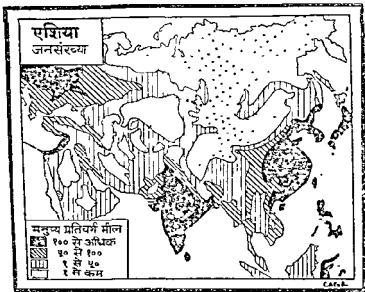 एशिया
जनसंख्या
मनुष्य प्रतिवर्ग मील
१०० से अधिक
५० से १००
१ से ५०
१ से कम